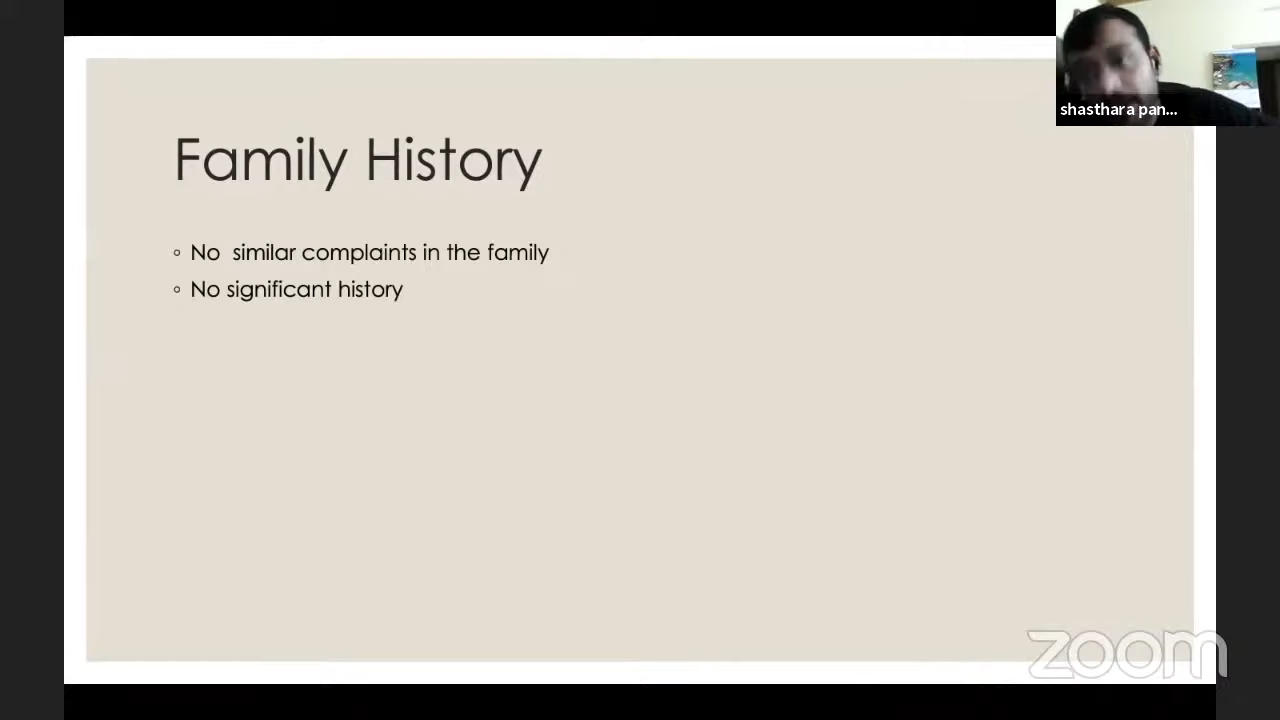 shasthara pan...
Family History
◦ No  similar complaints in the family
◦ No significant history
zoom